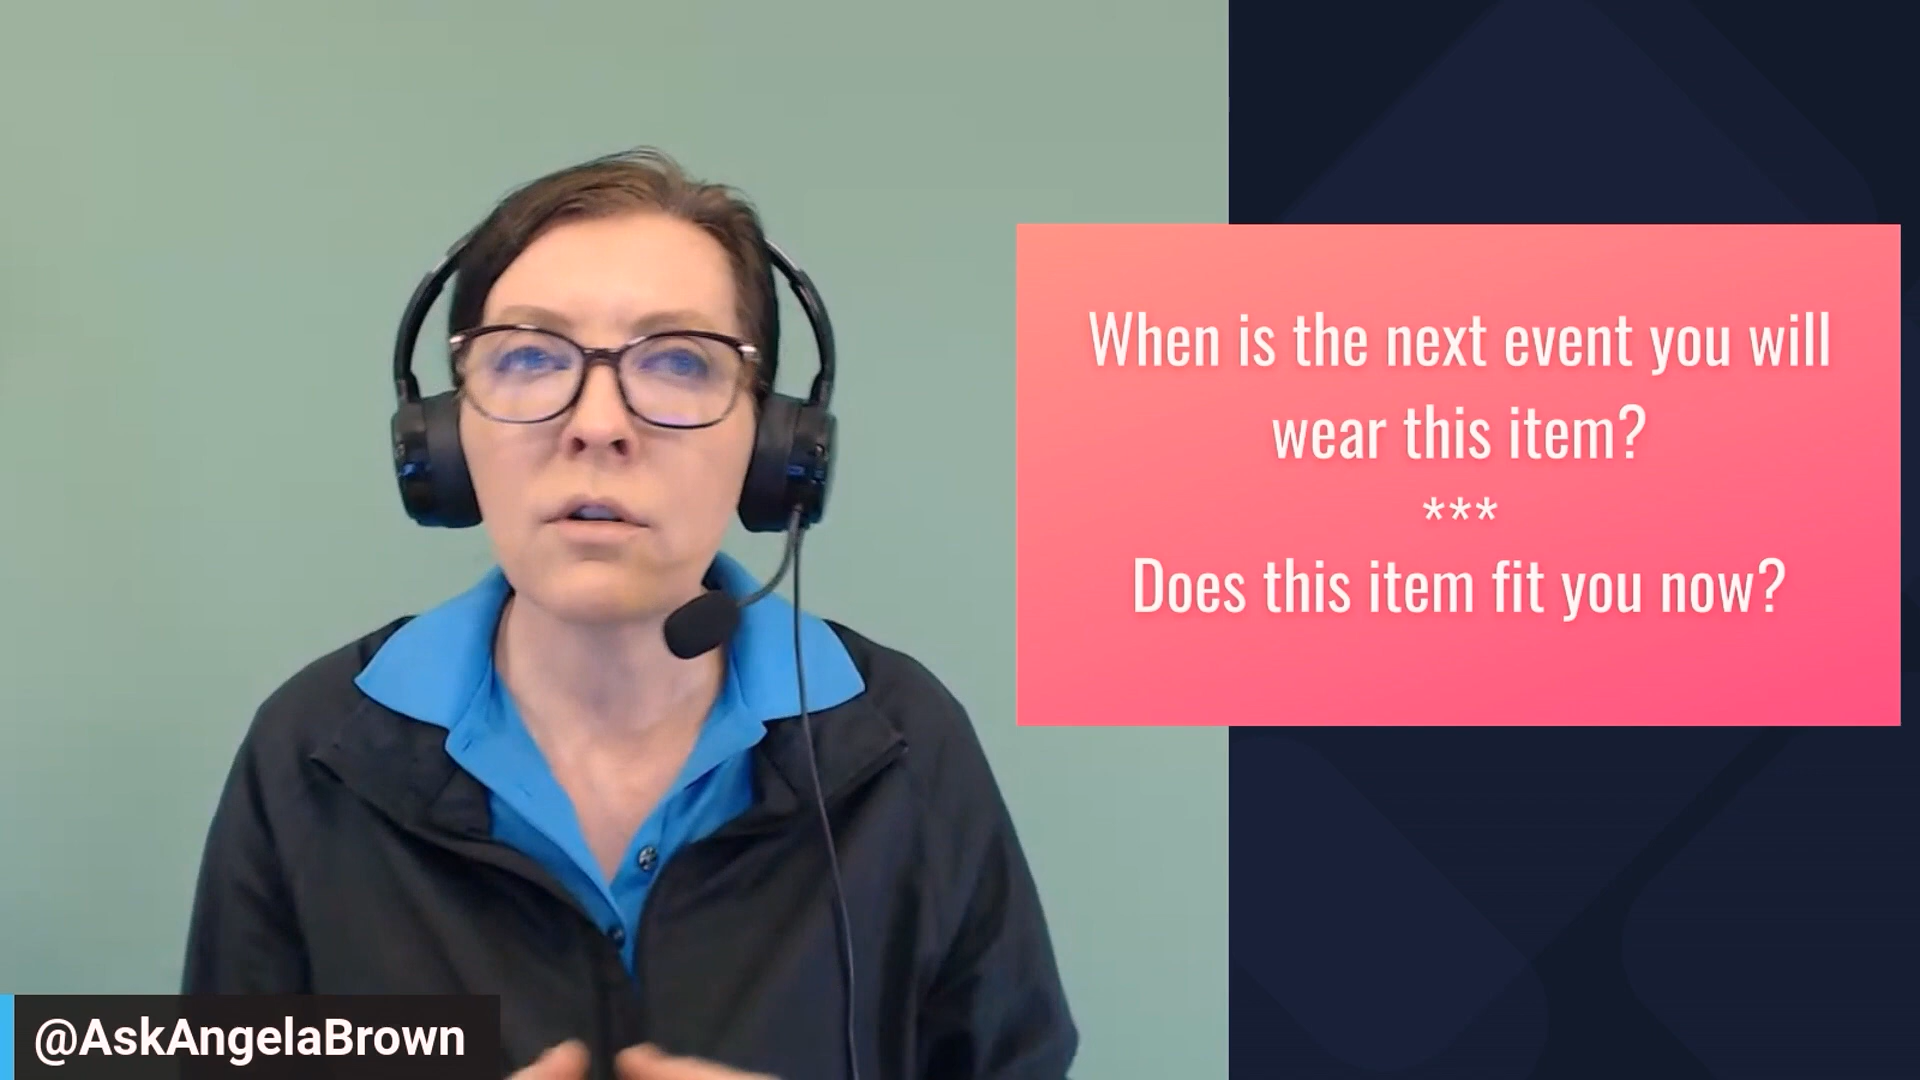 When is the next event you will
wear this item?
***
Does this item fit you now?
@AskAngelaBrown